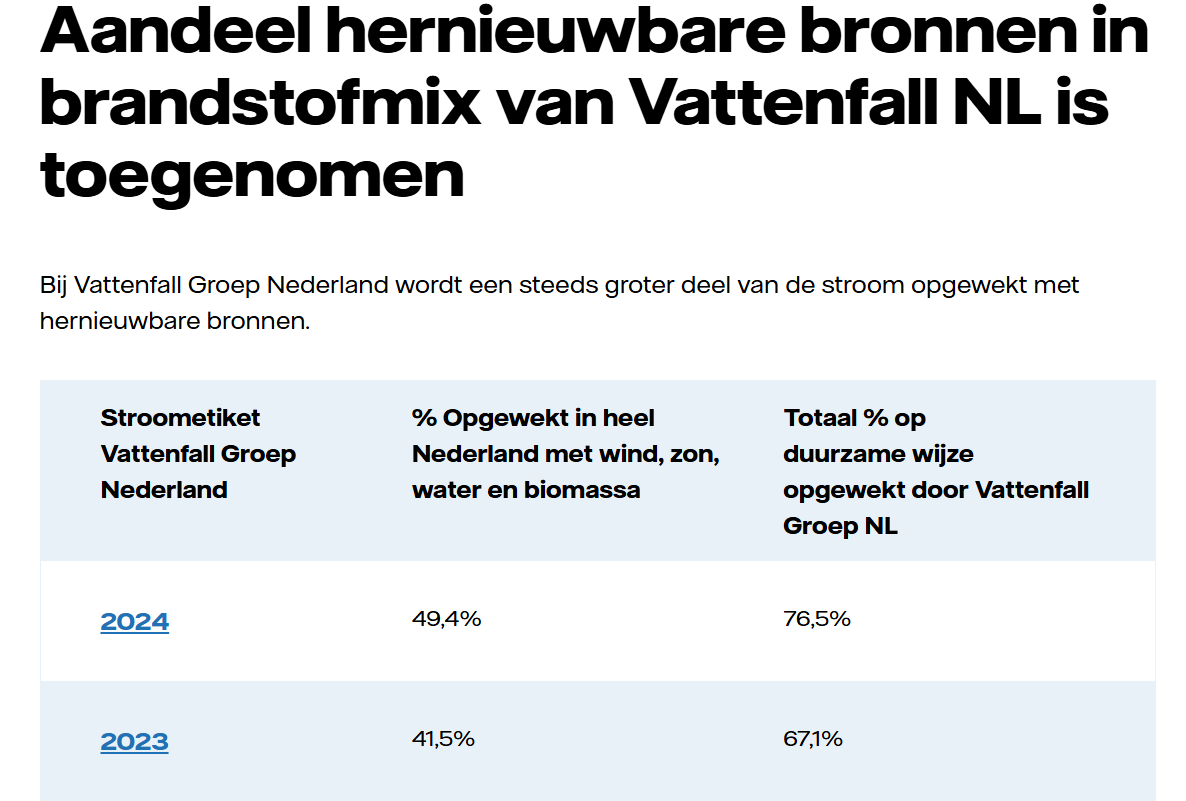 Aandeel hernieuwbare bronnen in
brandstofmix van Vattenfall NL is
toegenomen
Bij Vattenfall Groep Nederland wordt een steeds groter deel van de stroom opgewekt met
hernieuwbare bronnen.
Stroometiket
Vattenfall Groep
Nederland
% Opgewekt in heel
Nederland met wind, zon,
water en biomassa
Totaal % op
duurzame wijze
opgewekt door Vattenfall
Groep NL
2024
49,4%
76,5%
2023
41,5%
67,1%